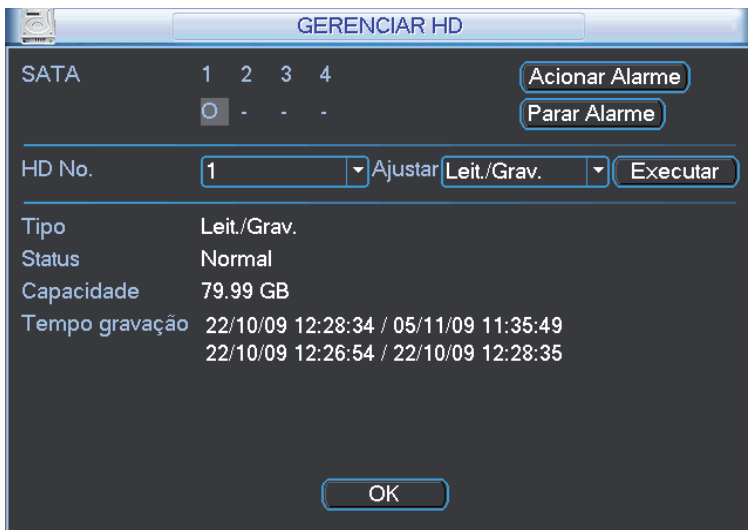 GERENCIAR HD
SATA 1 2 3 4 Acionar Alarme
O - - - Parar Alarme
HD No. 1 Ajustar Leit./Grav. Executar
Tipo Leit./Grav.
Status Normal
Capacidade 79.99 GB
Tempo gravação 22/10/09 12:28:34 / 05/11/09 11:35:49
22/10/09 12:26:54 / 22/10/09 12:28:35
OK